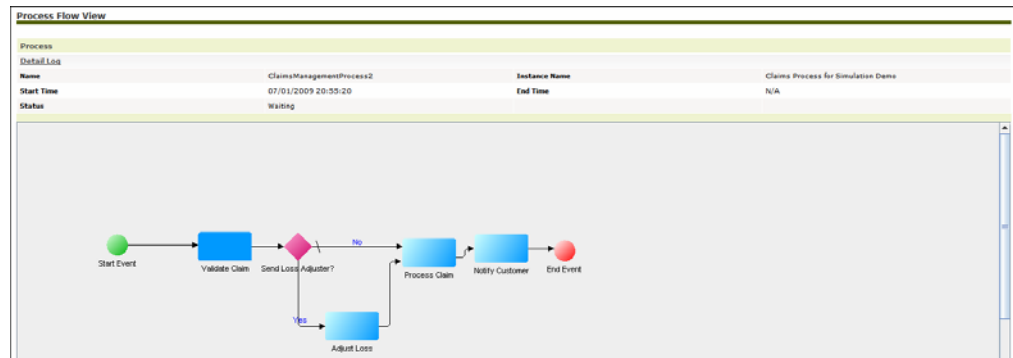 Process Flow View
Process
Detail Log
Name ClaimsManagementProcess2 Instance Name Claims Process for Simulation Demo
Start Time 07/01/2009 20:55:20 End Time N/A
Status Waiting
No
Start Event Validate Claim Send Loss Adjuster? Process Claim Notify Customer End Event
Yes
Adjust Loss